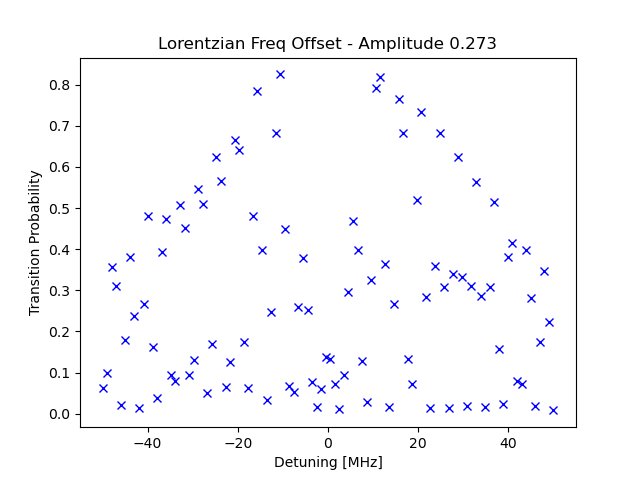 Lorentzian Freq Offset - Amplitude 0.273
Transition Probability
0.8
0.7
0.6
0.5
0.4
0.3
0.2
0.1
0.0
−40 −20 0 20 40
Detuning [MHz]